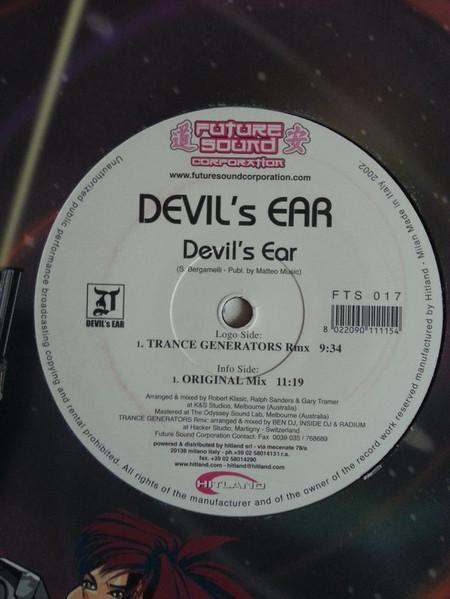 道 FUTURE SOUND CORPORATION 安
www.futuresoundcorporation.com
DEVIL's EAR
Devil's Ear
(S. Bergamelli - Publ. by Matteo Music)
FTS 017
8 022090 111154
DEVIL's EAR
Logo Side:
1. TRANCE GENERATORS Rmx 9:34
Info Side:
1. ORIGINAL Mix 11:19
Arranged & mixed by Robert Klasic, Ralph Sanders & Gary Tramer
at K&S Studios, Melbourne (Australia)
Mastered at The Odyssey Sound Lab, Melbourne (Australia)
TRANCE GENERATORS Rmx: arranged & mixed by BEN DJ, INSIDE DJ & RADIUM
at Hacker Studio, Martigny - Switzerland
Future Sound Corporation Contact: Fax 0039 035 / 768689
powered & distributed by hitland srl - via mecenate 78/a
20138 milano italy - ph.+39 02 58014131 r.a.
fax. +39 02 58014290
www.hitland.com - hitland@hitland.com
HITLAND
Unauthorized public performance broadcasting copying and rental prohibited. All rights of the manufacturer and of the owner of the record work reserved manufactured by Hitland - Milan Made in Italy 2002.